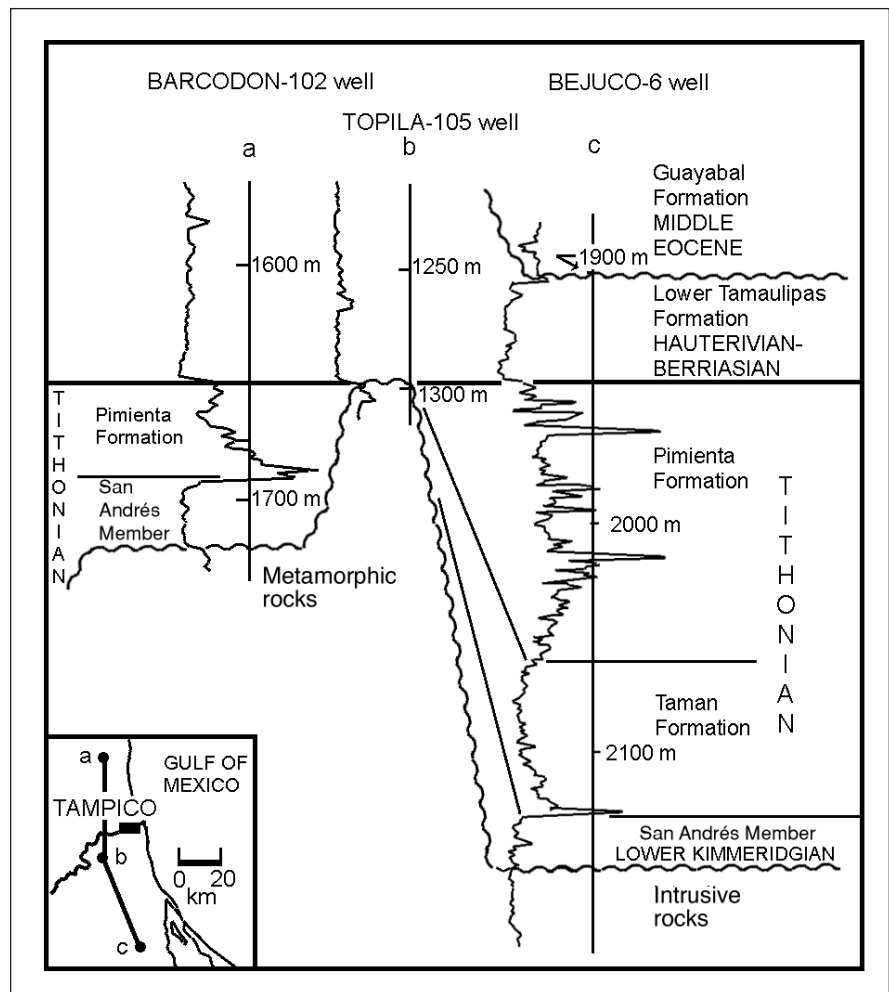 BARCODON-102 well
BEJUCO-6 well
TOPILA-105 well
a
b
c
Guayabal
Formation
MIDDLE
EOCENE
1600 m
1250 m
1900 m
Lower Tamaulipas
Formation
HAUTERIVIAN-
BERRIASIAN
1300 m
TITHONIAN
Pimienta
Formation
San
Andrés
Member
1700 m
Metamorphic
rocks
Pimienta
Formation
2000 m
TITHONIAN
Taman
Formation
2100 m
San Andrés Member
LOWER KIMMERIDGIAN
Intrusive
rocks
a
GULF OF
MEXICO
TAMPICO
b
0 20
km
c